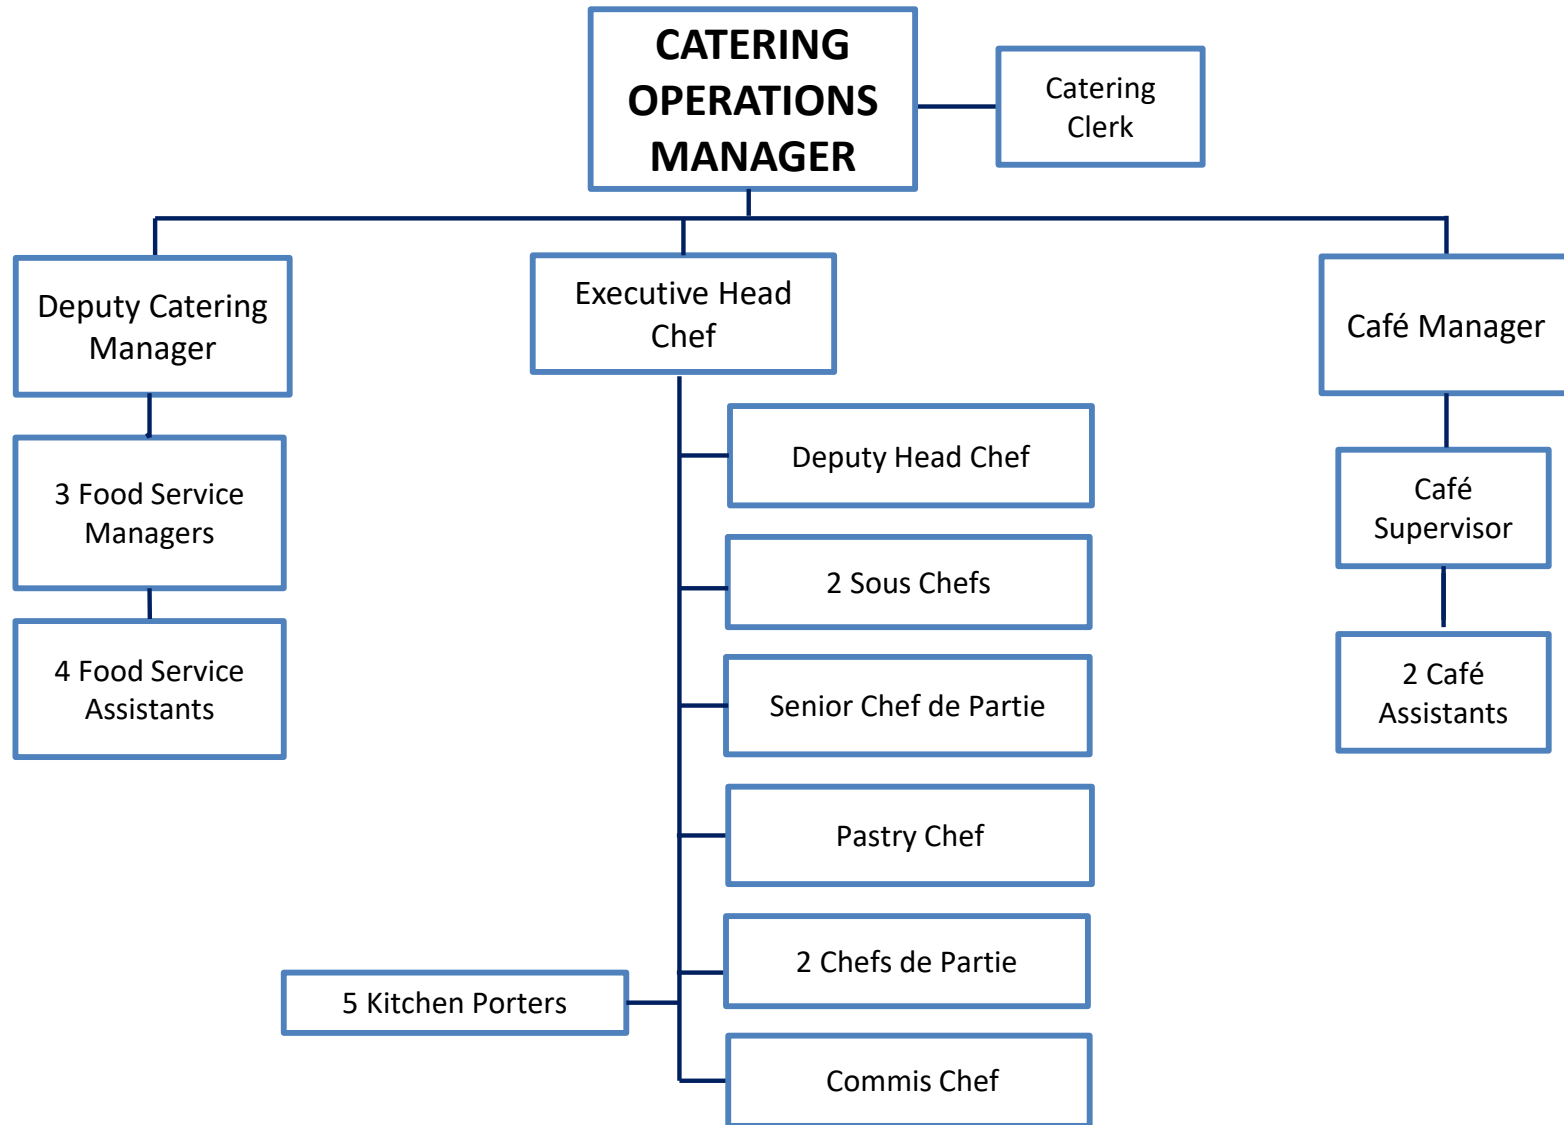 CATERING
OPERATIONS
MANAGER
Catering
Clerk
Deputy Catering
Manager
Executive Head
Chef
Café Manager
3 Food Service
Managers
4 Food Service
Assistants
Deputy Head Chef
2 Sous Chefs
Senior Chef de Partie
Pastry Chef
2 Chefs de Partie
5 Kitchen Porters
Commis Chef
Café
Supervisor
2 Café
Assistants